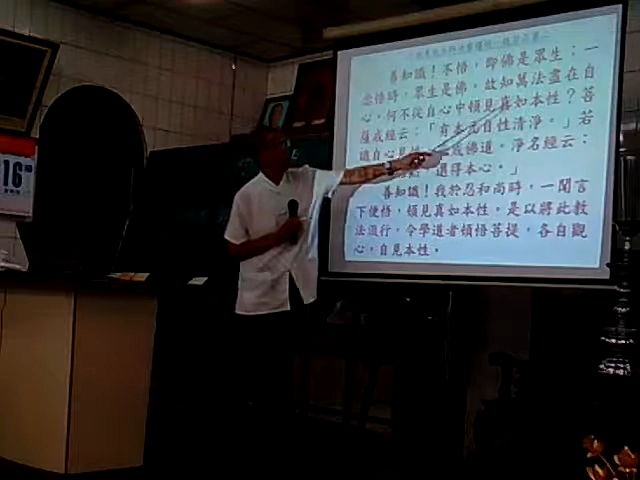 善知識！不悟，即佛是眾生；一
念悟時，眾生是佛。故知萬法盡在自
心，何不從自心中頓見真如本性？菩
薩戒經云：「我本元自性清淨。」若
識自心見性，皆成佛道。淨名經云：
還得本心。」
善知識！我於忍和尚時，一聞言
下便悟，頓見真如本性。是以將此教
法流行，令學道者頓悟菩提，各自觀
心，自見本性。
16